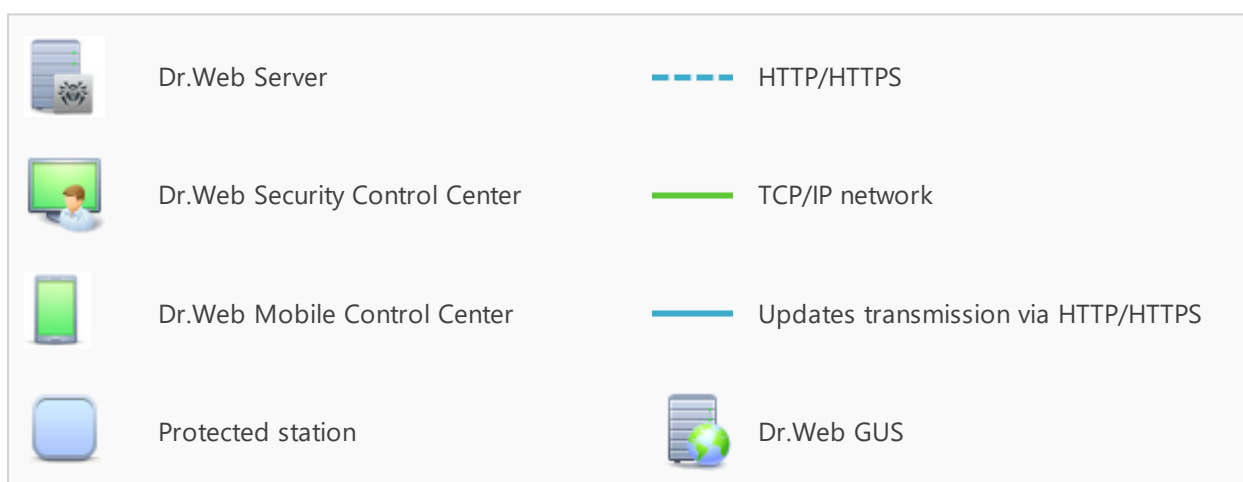 Dr.Web Server
HTTP/HTTPS
Dr.Web Security Control Center
TCP/IP network
Dr.Web Mobile Control Center
Updates transmission via HTTP/HTTPS
Protected station
Dr.Web GUS